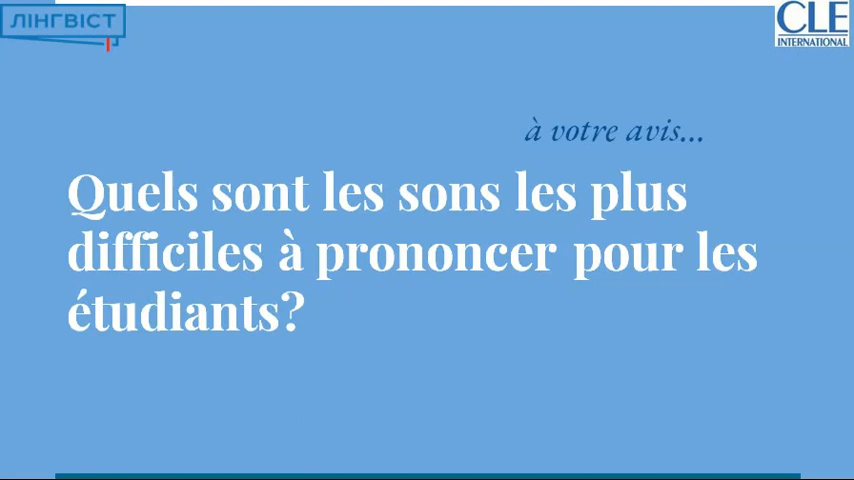 ЛІНГВІСТ
CLE
INTERNATIONAL
à votre avis...
Quels sont les sons les plus
difficiles à prononcer pour les
étudiants?